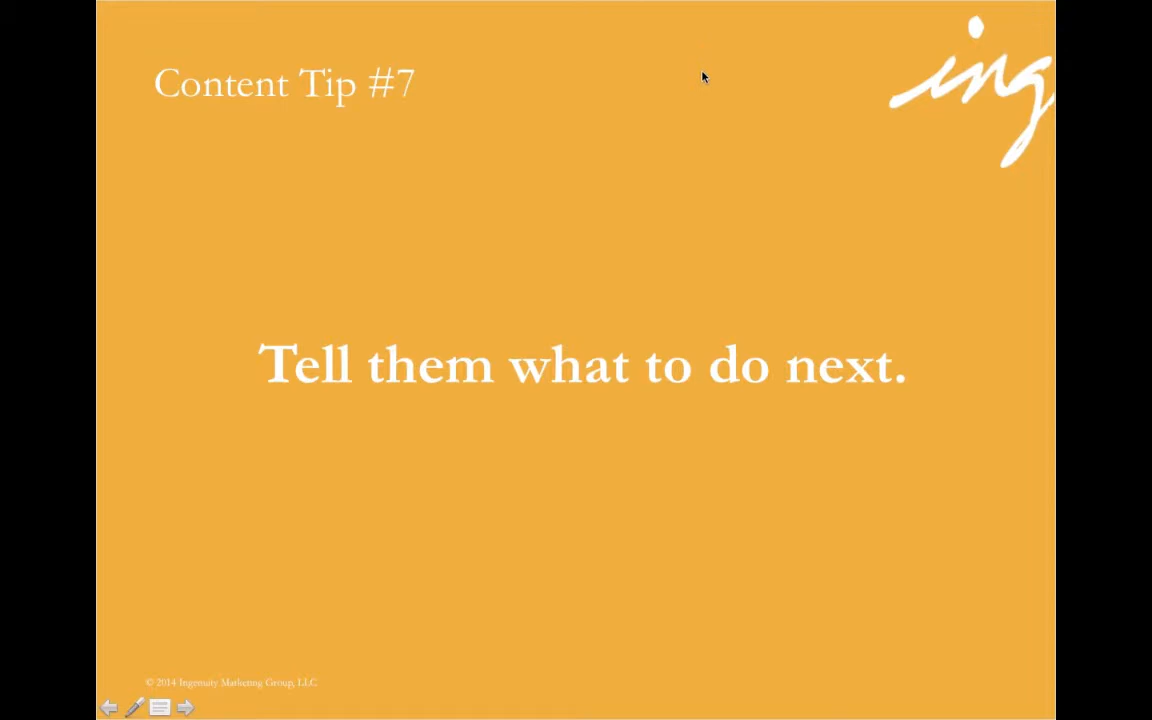 Content Tip #7
ing
Tell them what to do next.
© 2014 Ingenuity Marketing Group, LLC